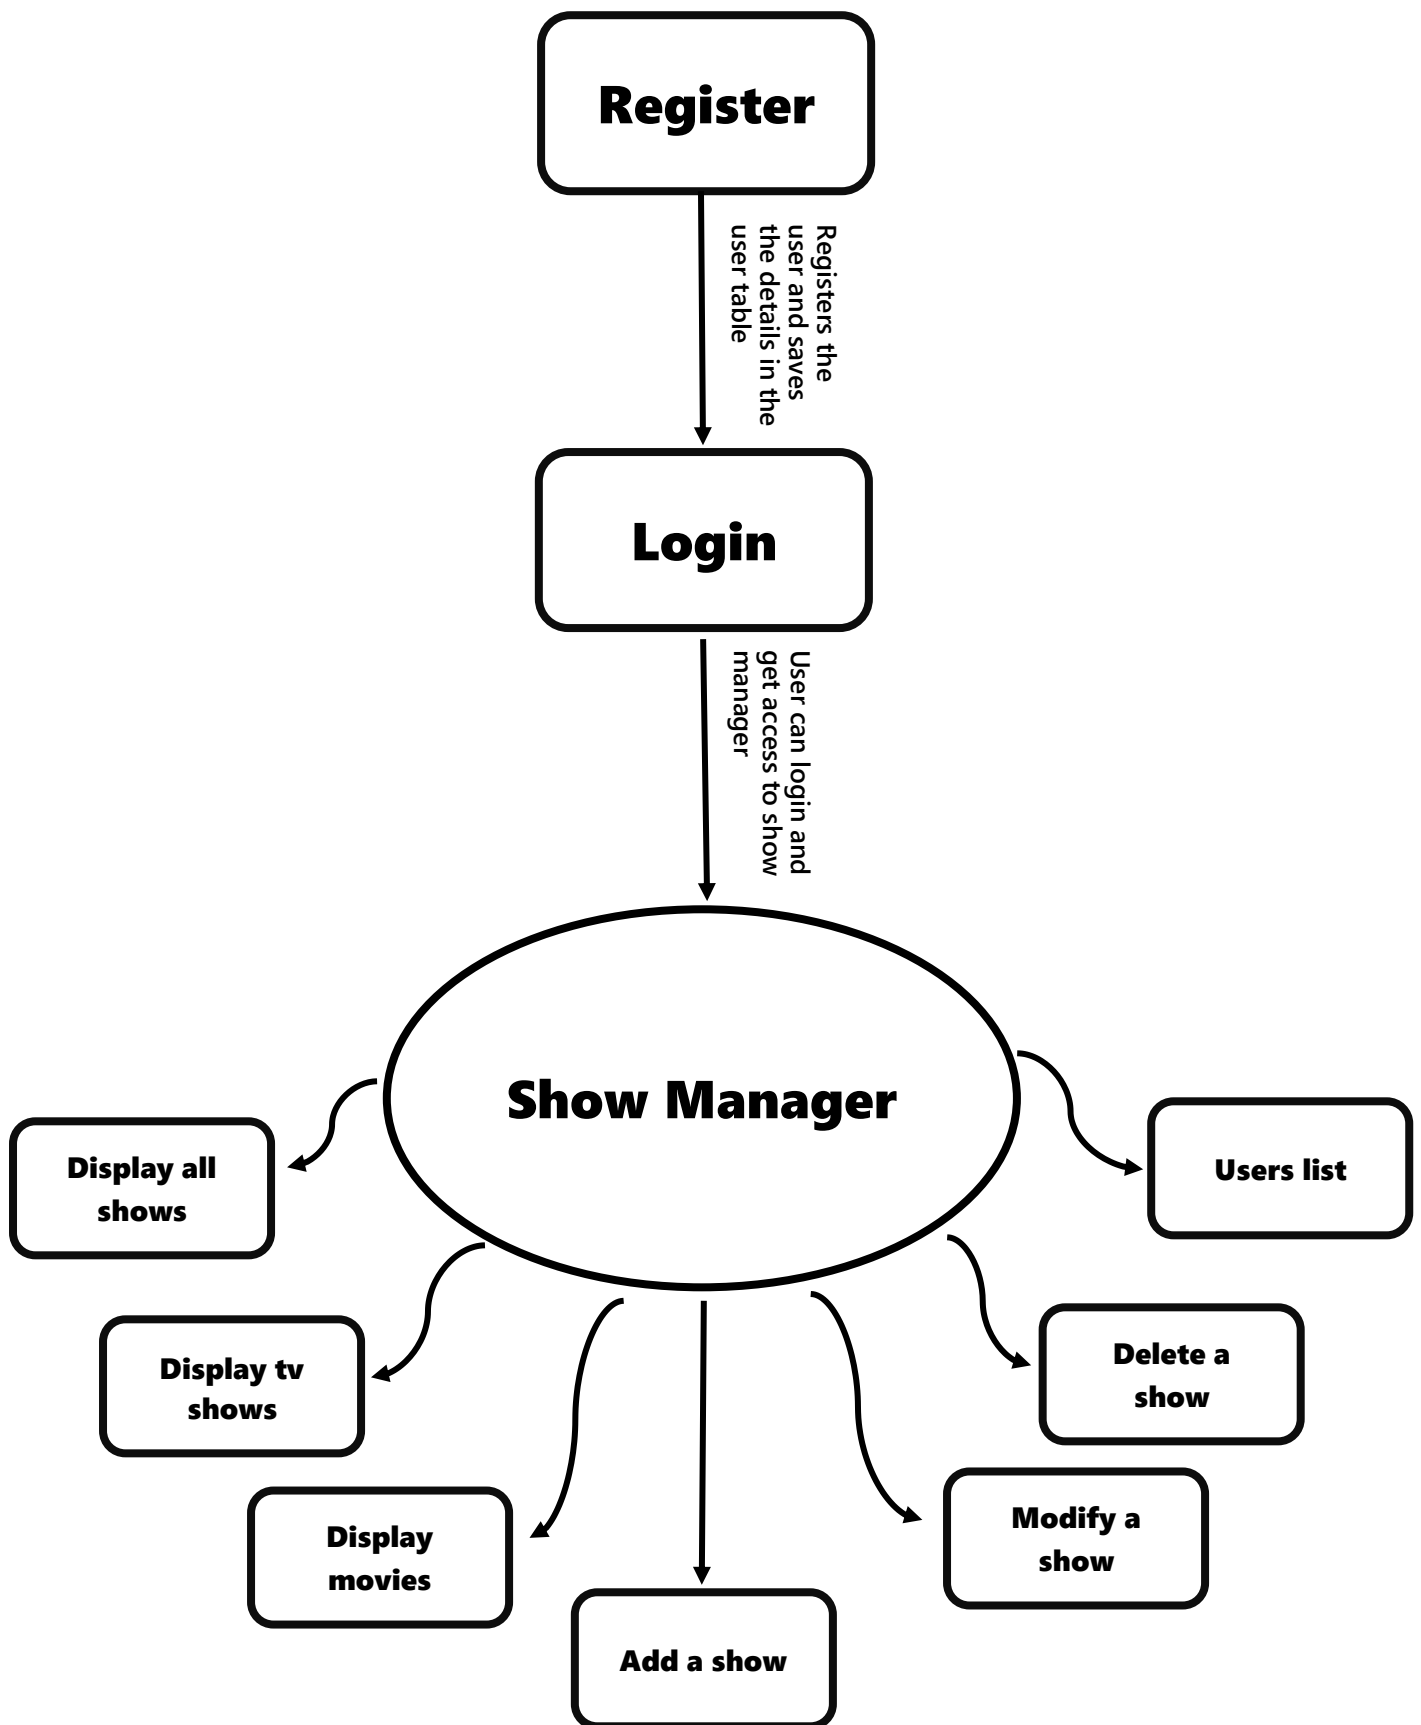 Register
Registers the
user and saves
the details in the
user table
Login
User can login and
get access to show
manager
Show Manager
Display all
shows
Users list
Display tv
shows
Delete a
show
Display
movies
Modify a
show
Add a show